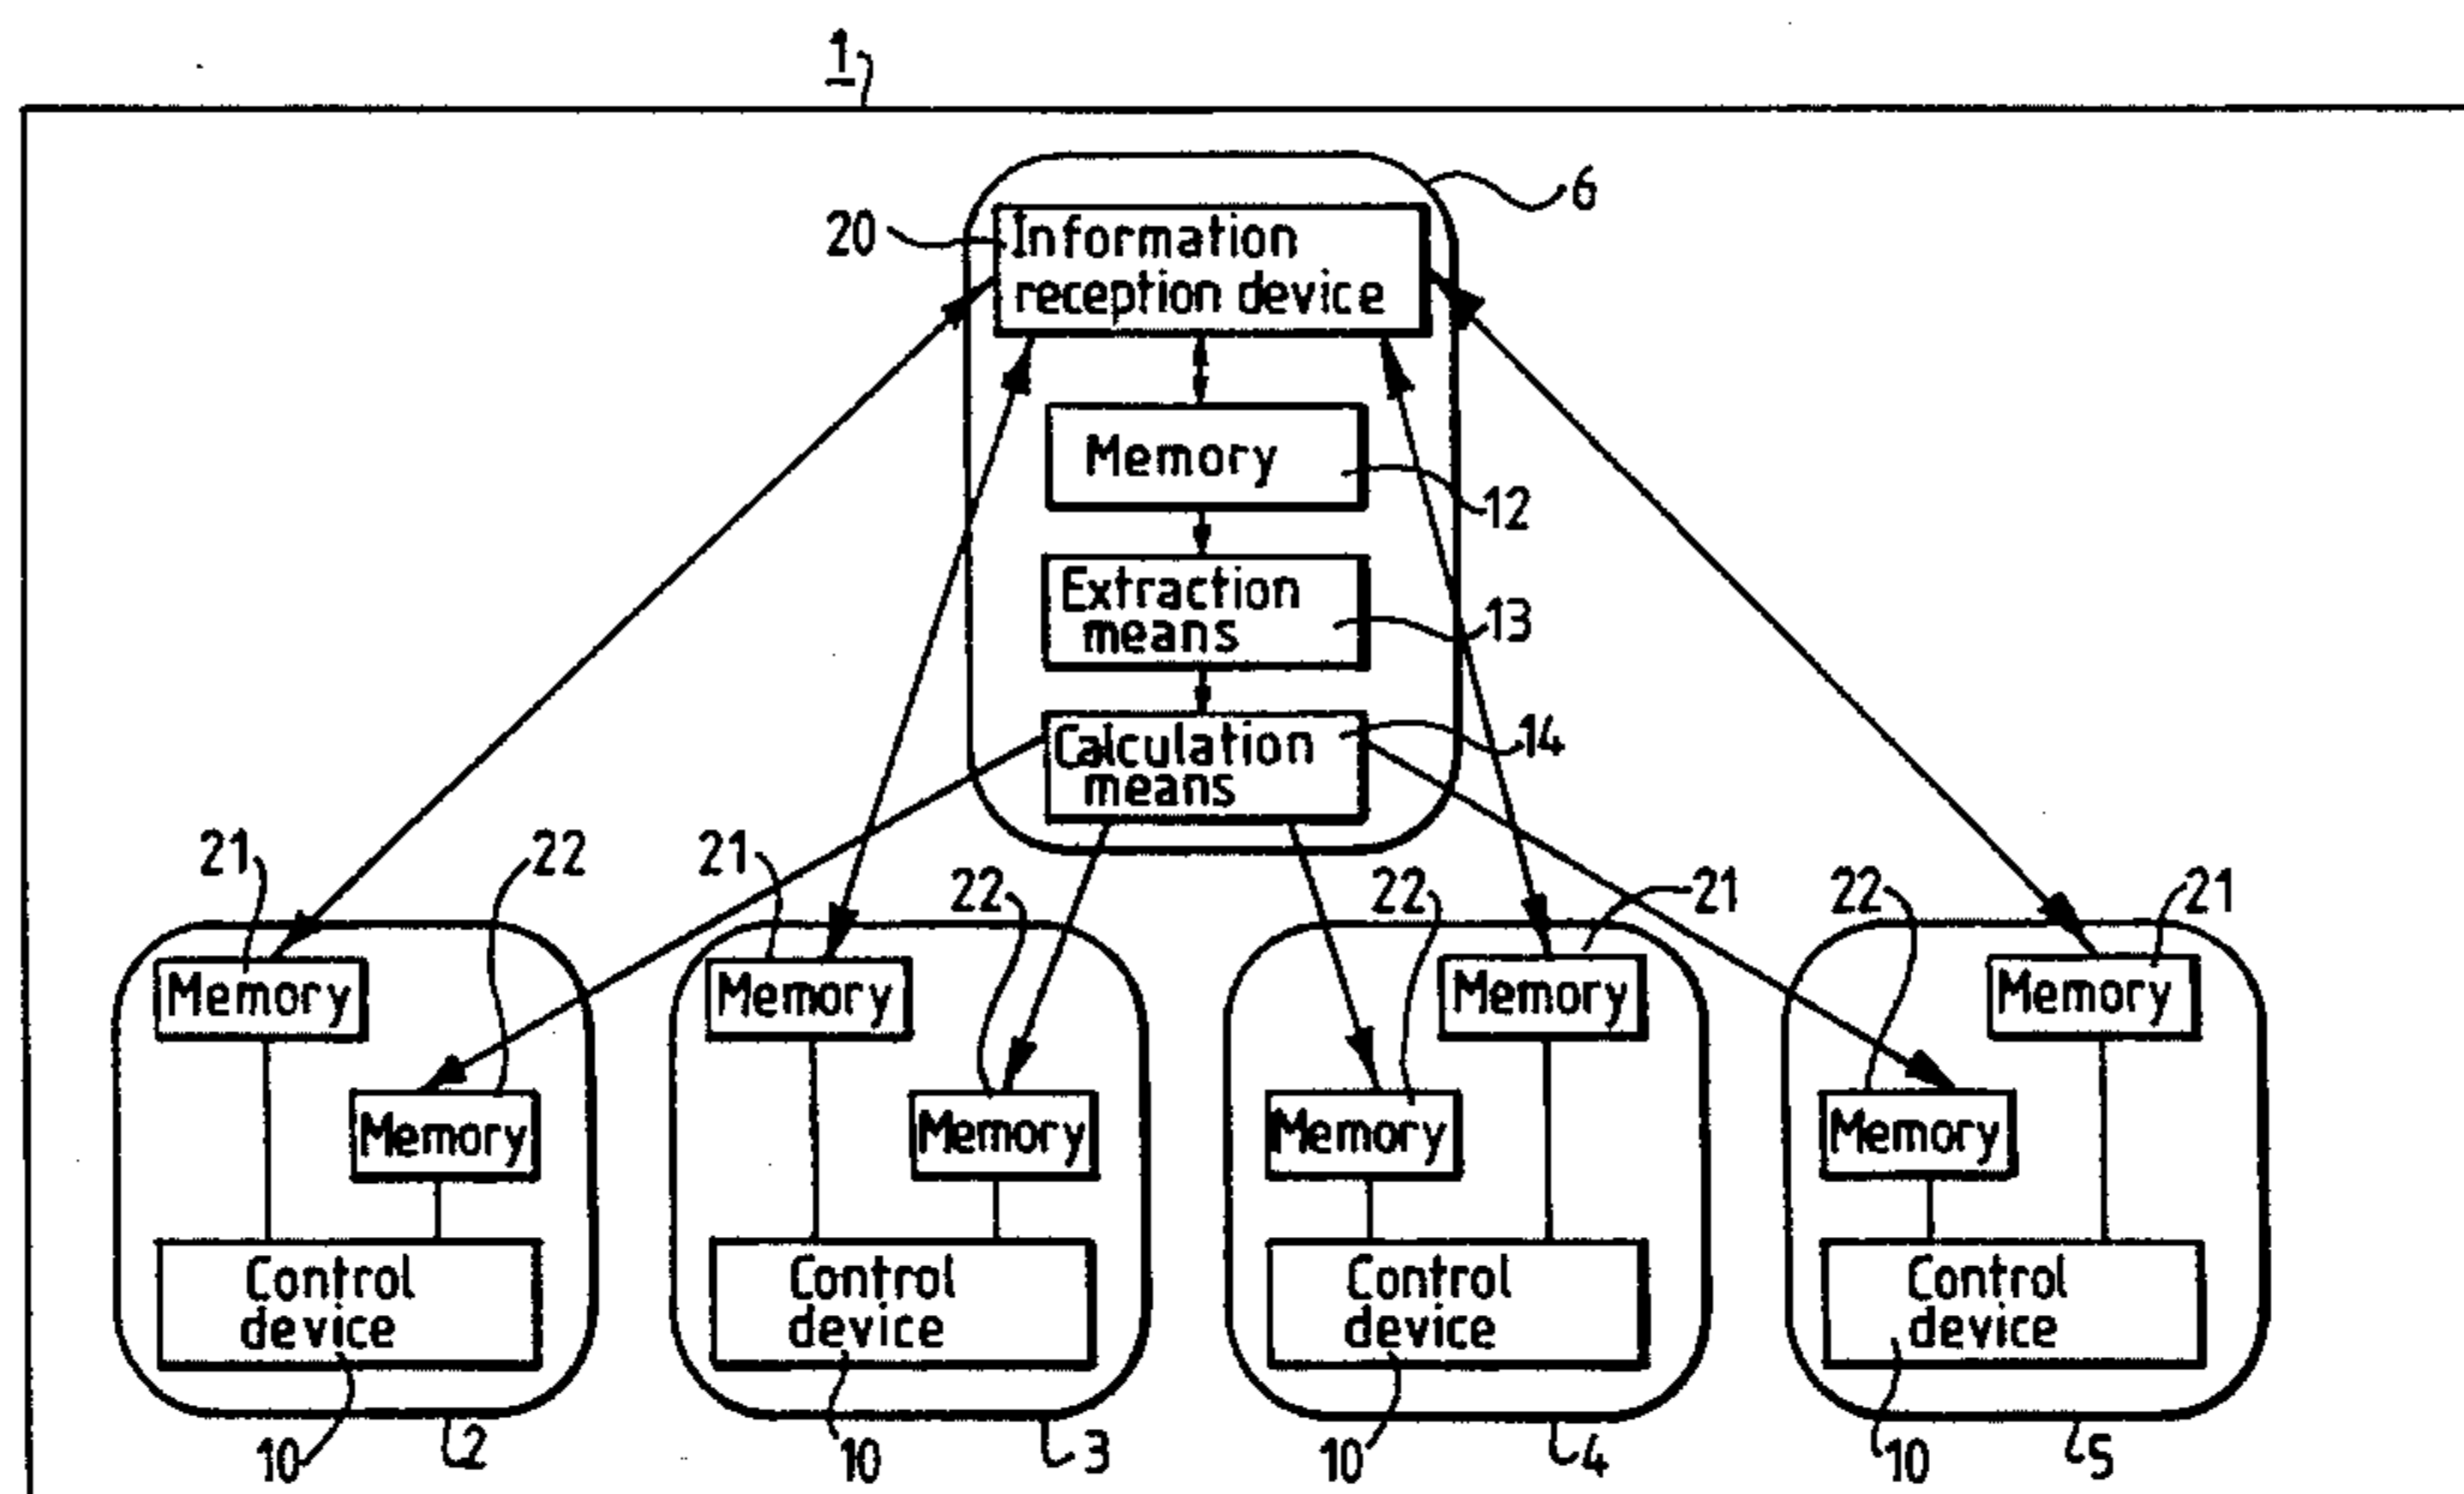 1
6
20
Information
reception device
Memory
12
Extraction
means
13
Calculation
means
14
21
22
21
22
22
21
22
21
Memory
Memory
Memory
Memory
Memory
Memory
Memory
Memory
Control
device
Control
device
Control
device
Control
device
10
2
10
3
10
4
10
5